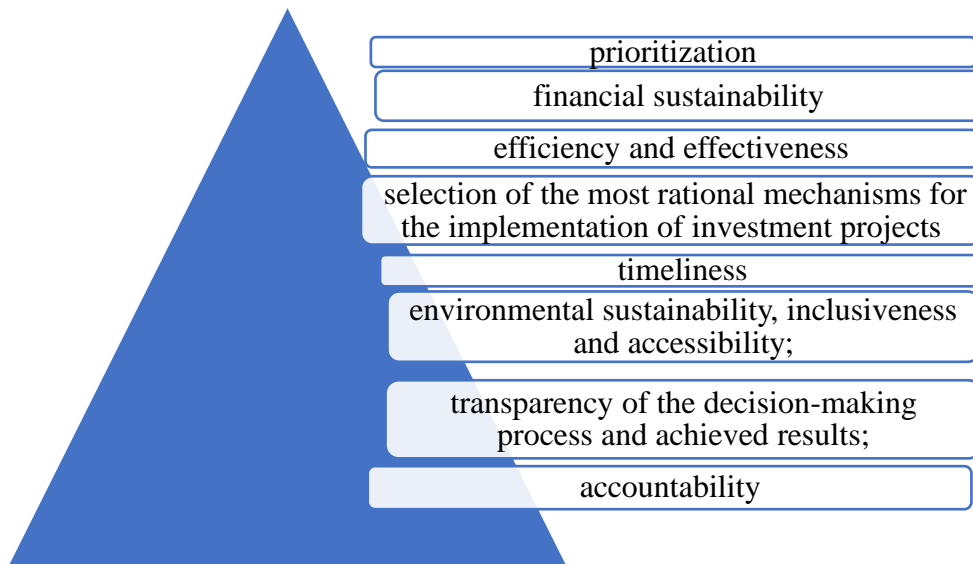 prioritization
financial sustainability
efficiency and effectiveness
selection of the most rational mechanisms for
the implementation of investment projects
timeliness
environmental sustainability, inclusiveness
and accessibility;
transparency of the decision-making
process and achieved results;
accountability